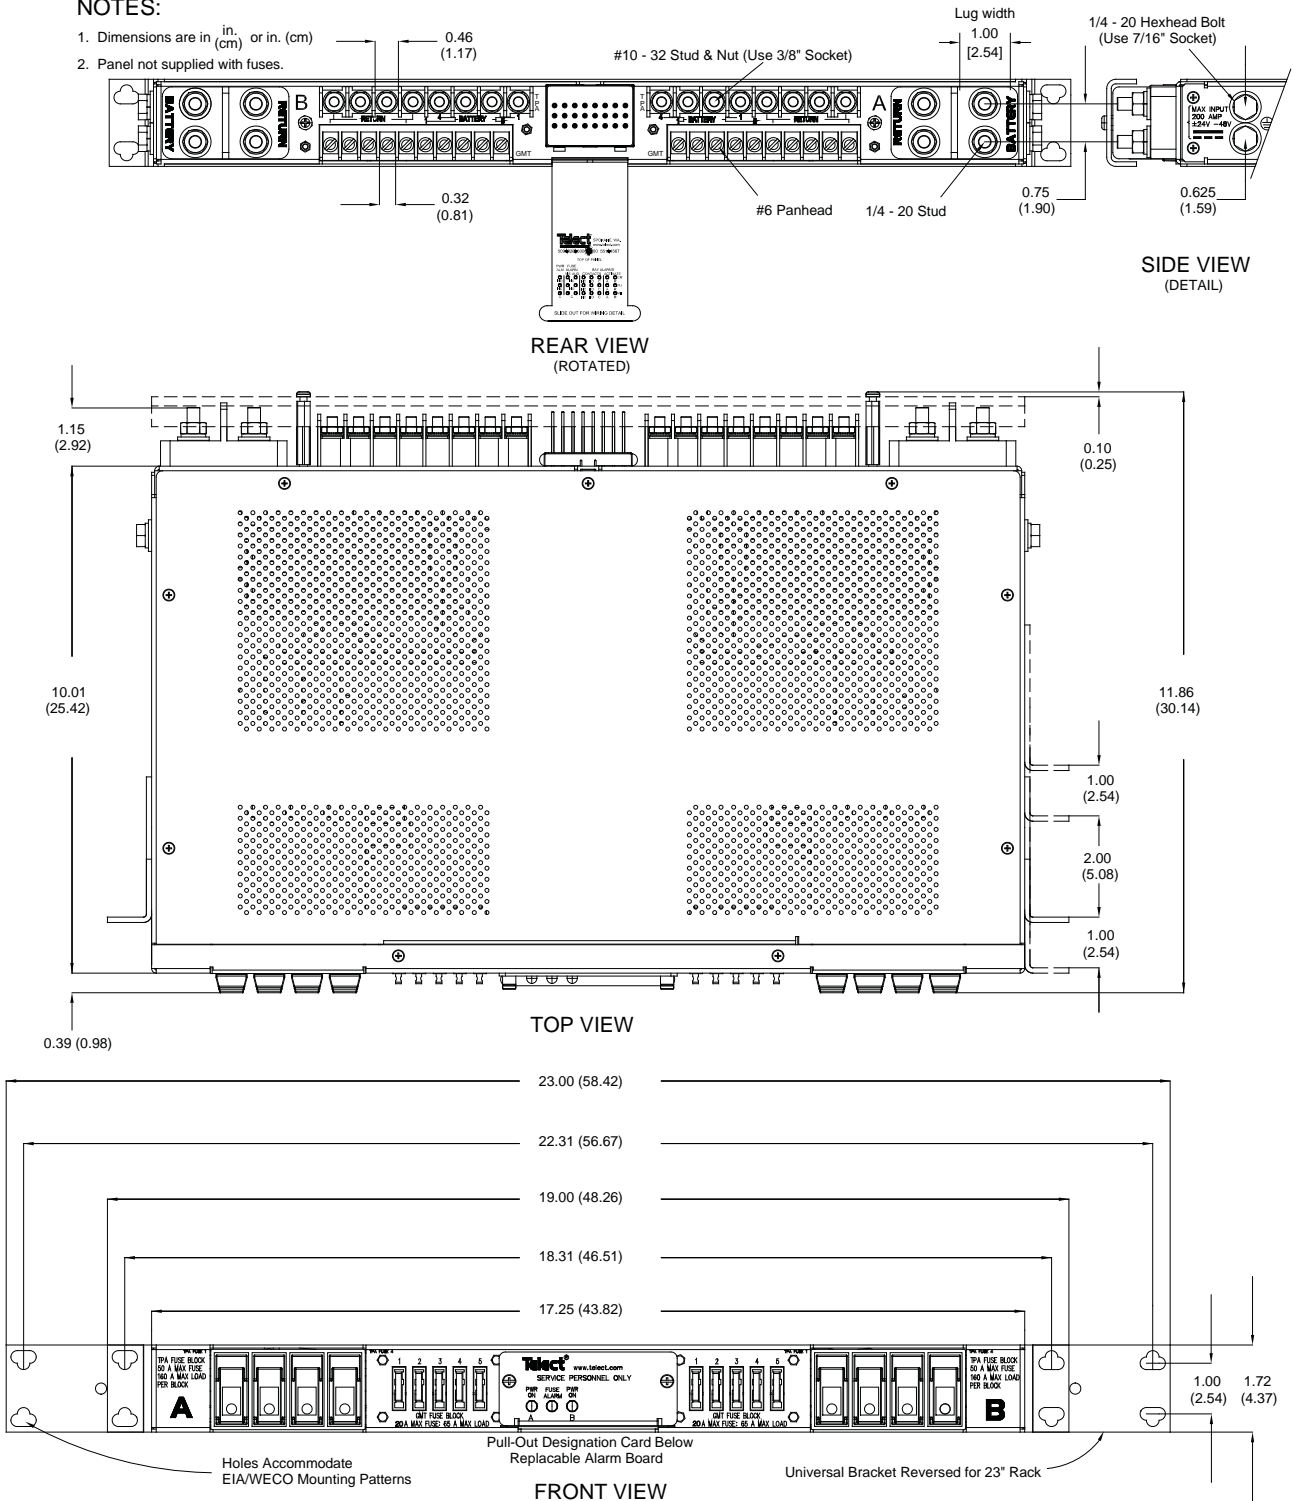 NOTES:
1. Dimensions are in in. (cm) or in. (cm)
2. Panel not supplied with fuses.
0.46
(1.17)
#10 - 32 Stud & Nut (Use 3/8" Socket)
Lug width
1.00
[2.54]
1/4 - 20 Hexhead Bolt
(Use 7/16" Socket)
BATTERY
RETURN
B
RETURN
4
BATTERY
1
T
P
A
GMT
T
P
A
4
BATTERY
1
RETURN
GMT
A
RETURN
BATTERY
MAX INPUT
200 AMP
±24V -48V
0.32
(0.81)
#6 Panhead
1/4 - 20 Stud
0.75
(1.90)
0.625
(1.59)
Telect
SPOKANE, WA.
TOP OF PANEL
SLIDE OUT FOR WIRING DETAIL
SIDE VIEW
(DETAIL)
REAR VIEW
(ROTATED)
1.15
(2.92)
0.10
(0.25)
10.01
(25.42)
11.86
(30.14)
1.00
(2.54)
2.00
(5.08)
1.00
(2.54)
0.39 (0.98)
TOP VIEW
23.00 (58.42)
22.31 (56.67)
19.00 (48.26)
18.31 (46.51)
17.25 (43.82)
TPA FUSE BLOCK
50 A MAX FUSE
160 A MAX LOAD
PER BLOCK
A
1 2 3 4 5
GMT FUSE BLOCK
20A MAX FUSE; 65 A MAX LOAD
Telect® www.telect.com
SERVICE PERSONNEL ONLY
PWR ON FUSE ALARM PWR ON
A B
1 2 3 4 5
GMT FUSE BLOCK
20 A MAX FUSE; 65 A MAX LOAD
TPA FUSE BLOCK
50 A MAX FUSE
160 A MAX LOAD
PER BLOCK
B
1.00
(2.54)
1.72
(4.37)
Holes Accommodate
EIA/WECO Mounting Patterns
Pull-Out Designation Card Below
Replacable Alarm Board
Universal Bracket Reversed for 23" Rack
FRONT VIEW